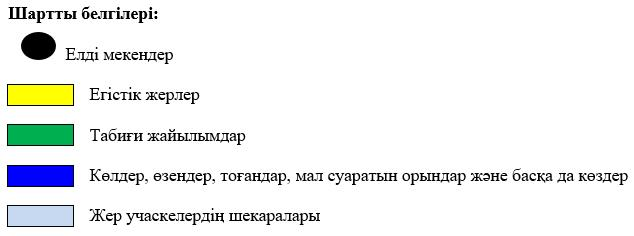 Шартты белгілері:
Елді мекендер
Егістік жерлер
Табиғи жайылымдар
Көлдер, өзендер, тоғандар, мал суаратын орындар және басқа да көздер
Жер учаскелердің шекаралары